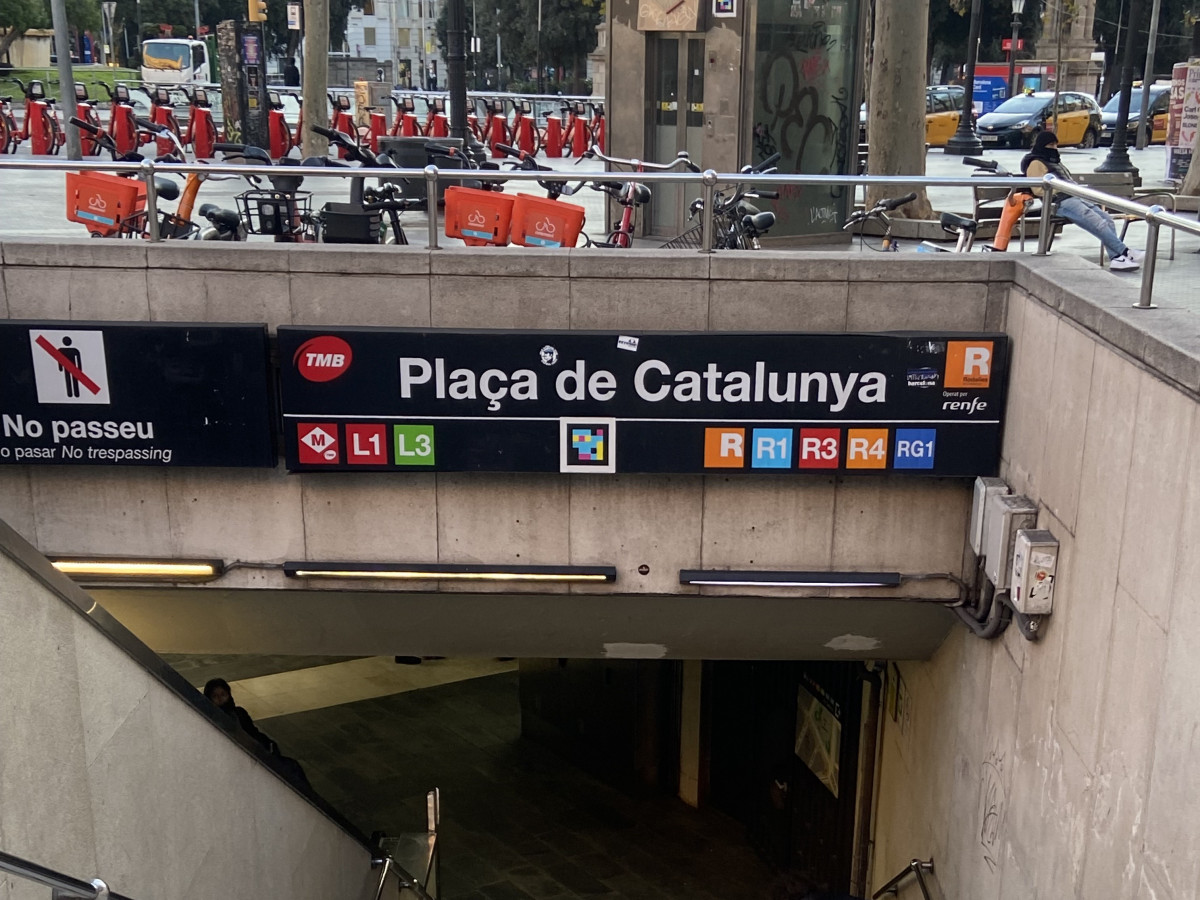 No passeu
o pasar No trespassing
TMB
Plaça de Catalunya
R
Rodalies
Operat per
renfe
M
L1
L3
R
R1
R3
R4
RG1